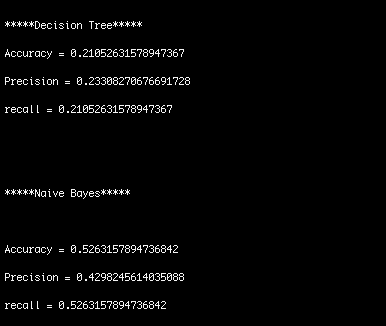 *****Decision Tree*****
Accuracy = 0.21052631578947367
Precision = 0.23308270676691728
recall = 0.21052631578947367
*****Naive Bayes*****
Accuracy = 0.5263157894736842
Precision = 0.4298245614035088
recall = 0.5263157894736842